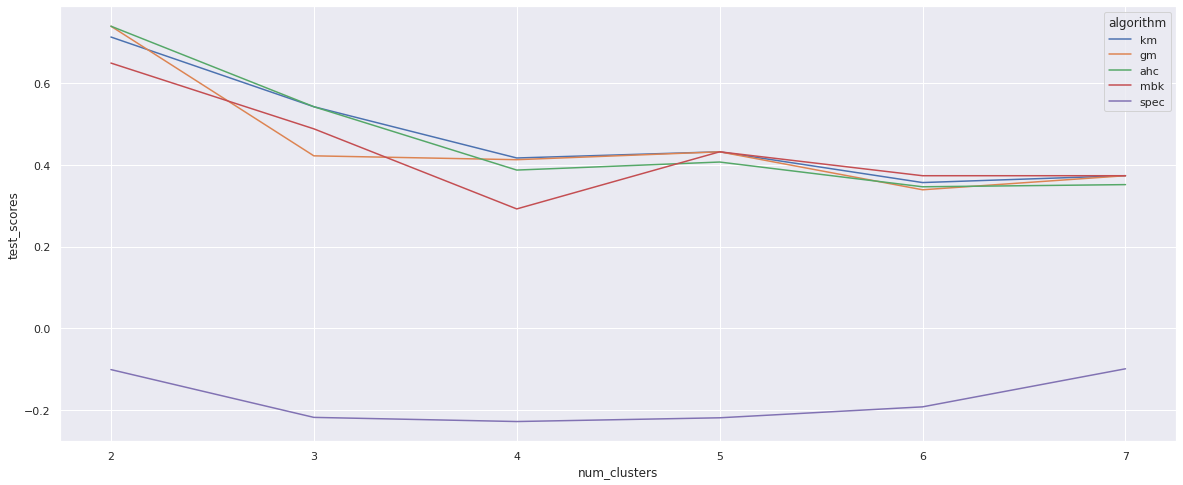 algorithm
km
gm
ahc
mbk
spec
test_scores
0.6
0.4
0.2
0.0
−0.2
2 3 4 5 6 7
num_clusters